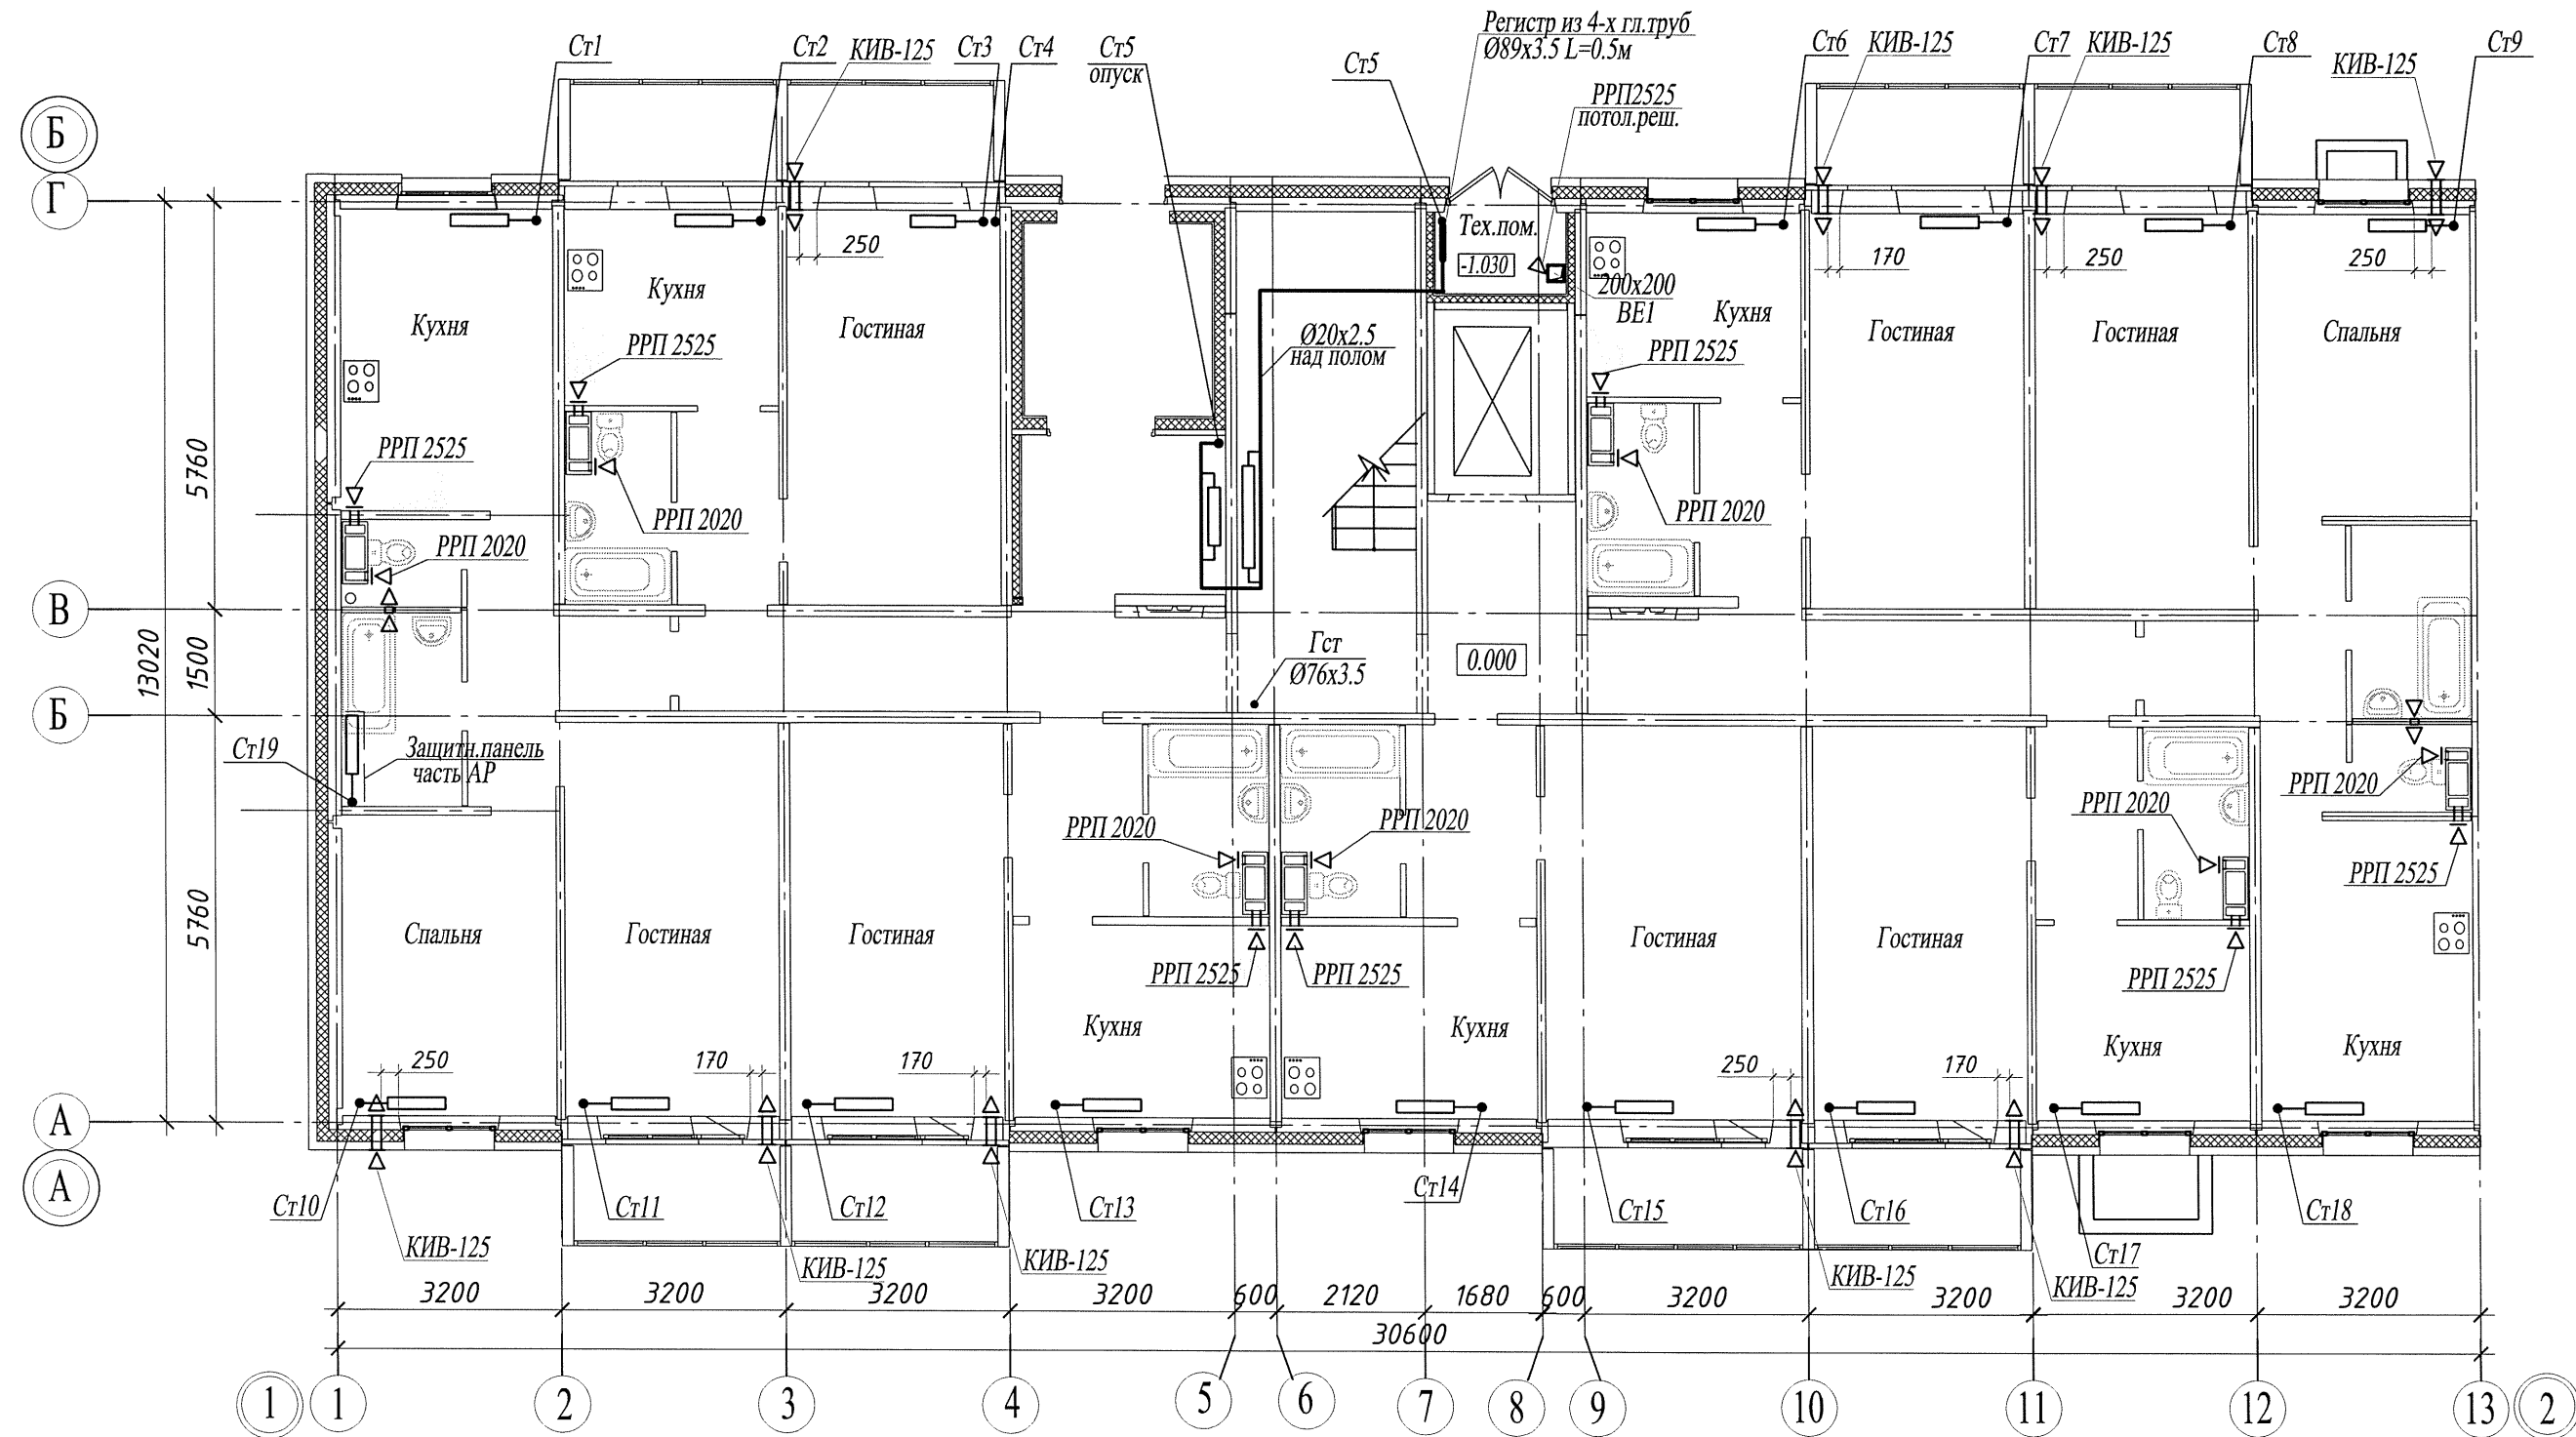 Регистр из 4-х гл.труб
Ø89x3.5 L=0.5м
Ст1
Ст2
КИВ-125
Ст3
Ст4
Ст5
опуск
Ст5
РРП2525
потол.реш.
Ст6
КИВ-125
Ст7
КИВ-125
Ст8
КИВ-125
Ст9
Б
Г
Тех.пом.
-1.030
250
170
250
250
200x200
ВЕ1
Кухня
Кухня
Гостиная
Кухня
Гостиная
Гостиная
Спальня
РРП 2525
Ø20x2.5
над полом
РРП 2525
РРП 2525
5760
РРП 2020
РРП 2020
РРП 2020
В
13020
1500
Гст
Ø76x3.5
0.000
Б
Ст19
Защитн.панель
часть АР
РРП 2020
РРП 2020
РРП 2020
РРП 2020
РРП 2525
5760
Спальня
Гостиная
Гостиная
Гостиная
Гостиная
РРП 2525
РРП 2525
РРП 2525
Кухня
Кухня
Кухня
Кухня
250
170
170
250
170
А
А
Ст10
Ст11
Ст12
Ст13
Ст14
Ст15
Ст16
Ст17
Ст18
КИВ-125
КИВ-125
КИВ-125
КИВ-125
КИВ-125
3200
3200
3200
3200
600
2120
1680
600
3200
3200
3200
3200
30600
1
1
2
3
4
5
6
7
8
9
10
11
12
13
2